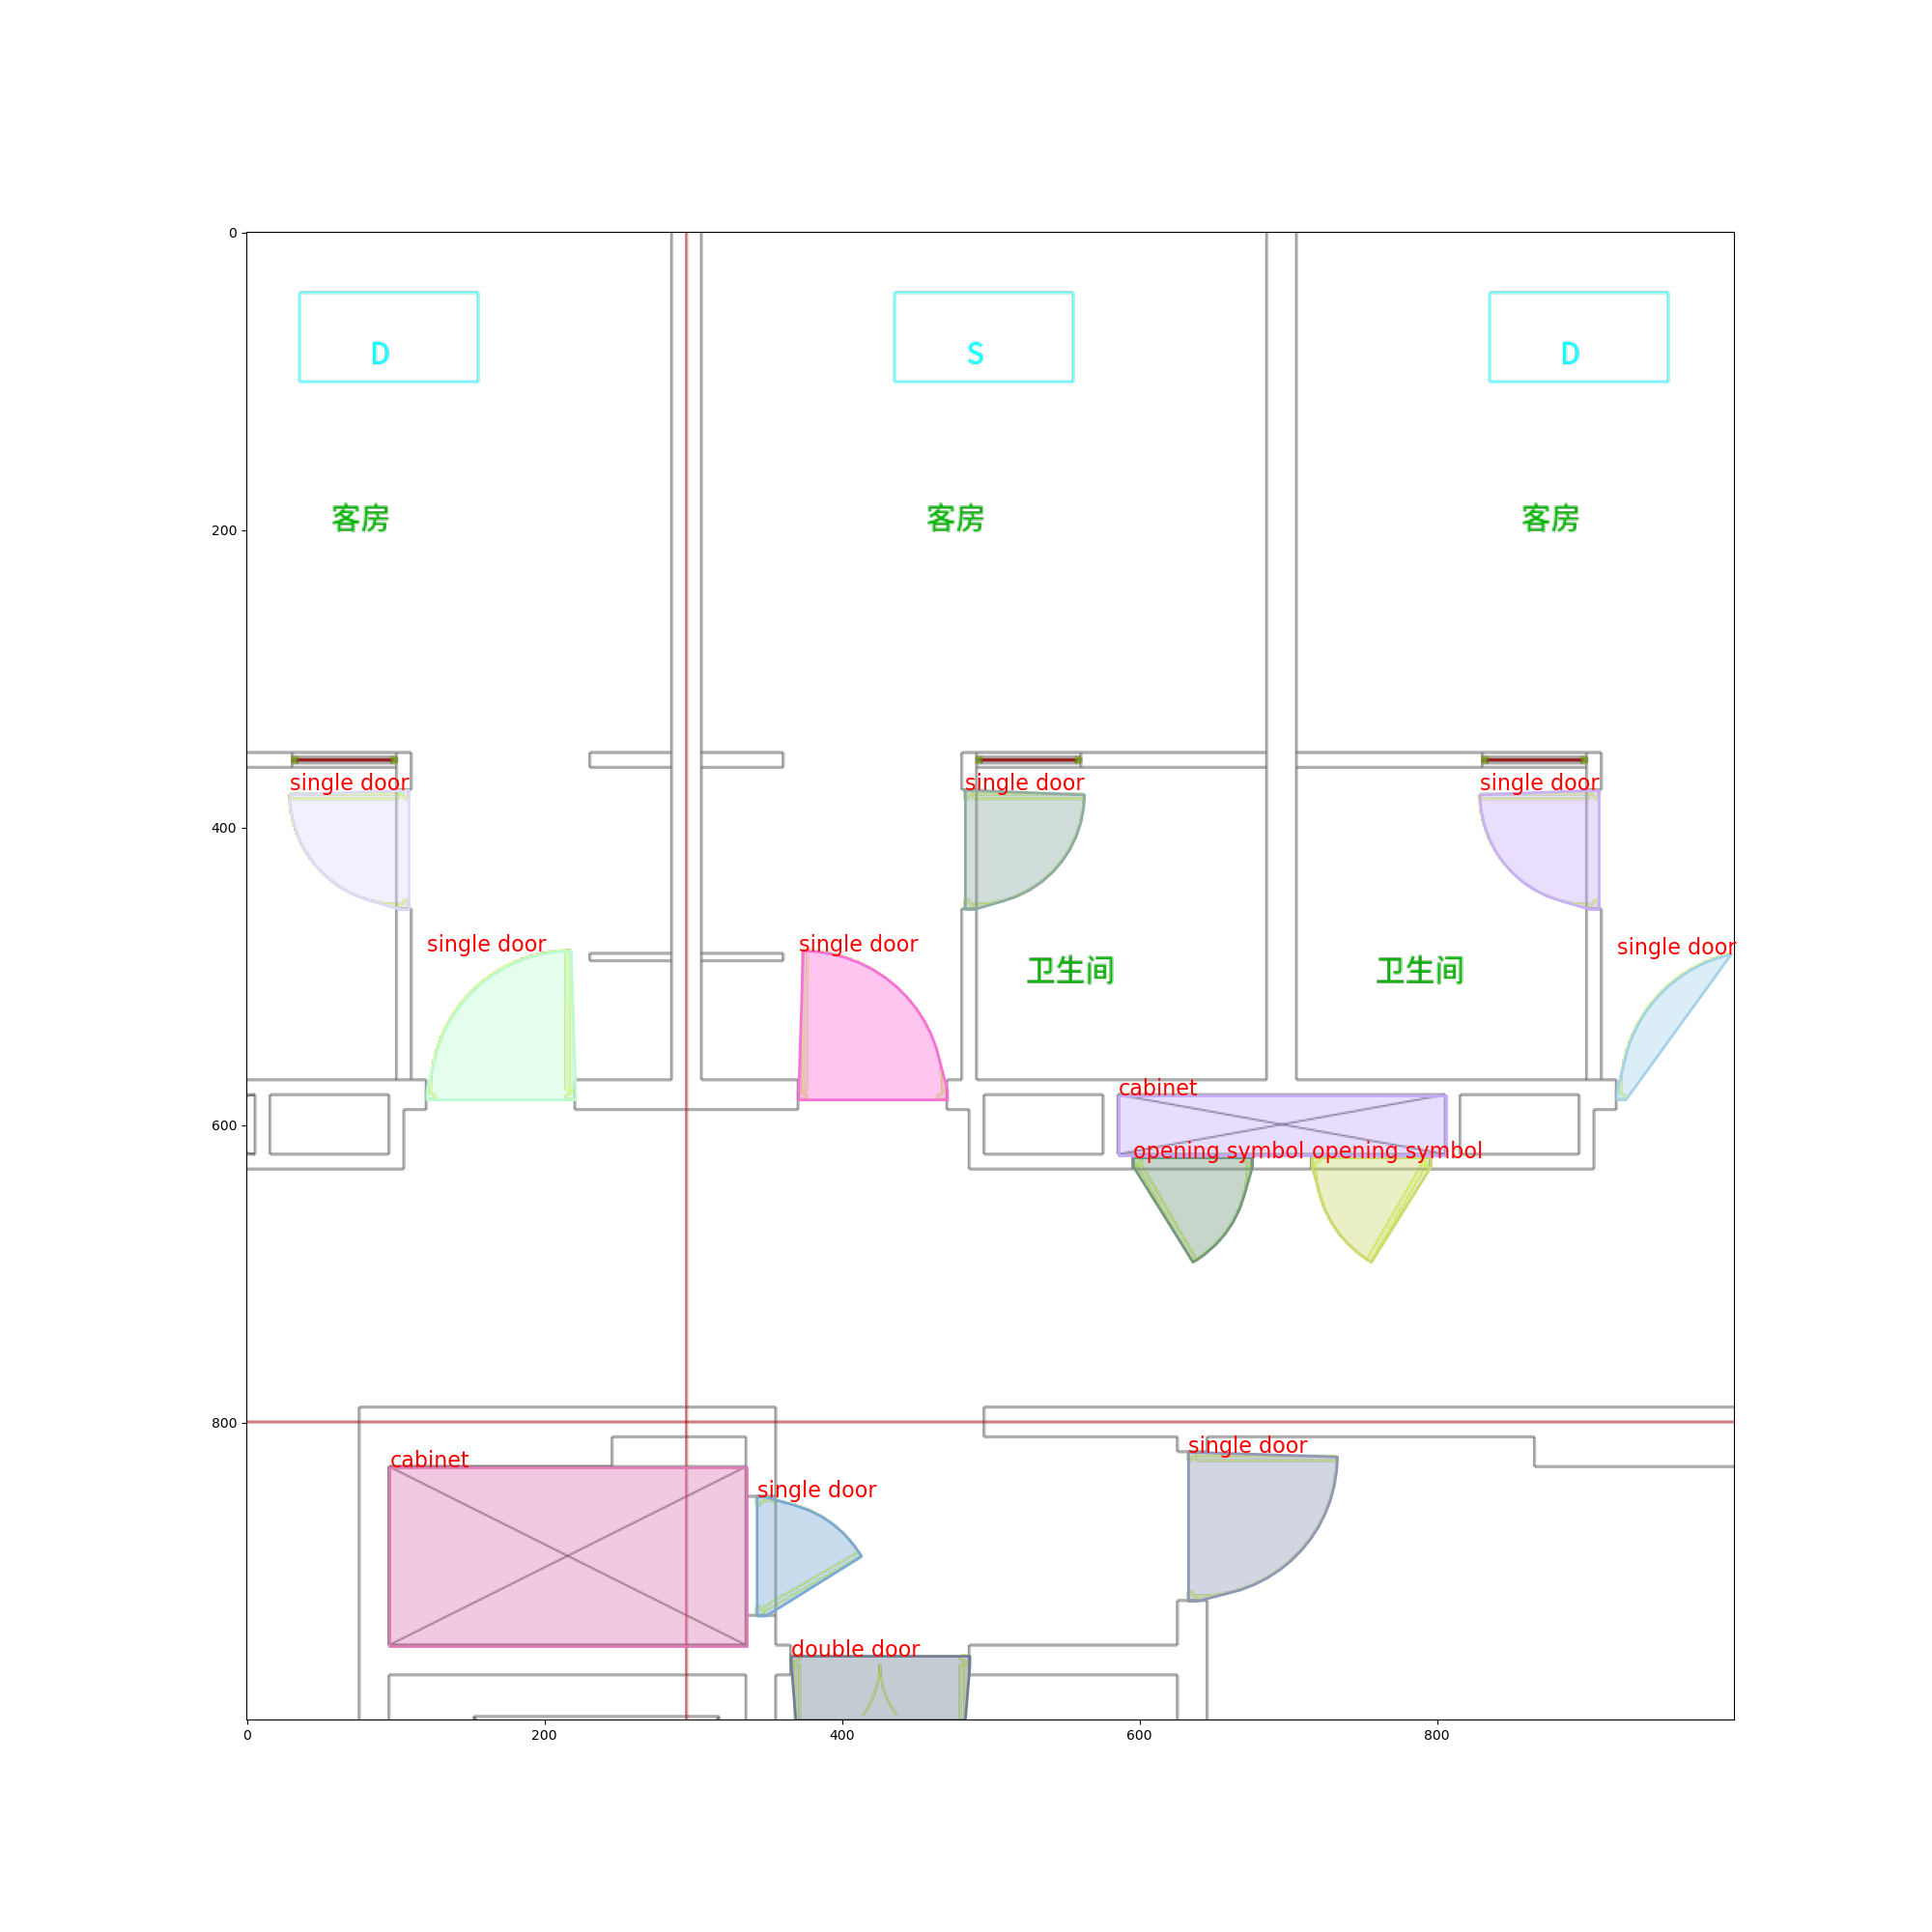 0
D
S
D
200
客房
客房
客房
single door
single door
single door
400
single door
single door
single door
卫生间
卫生间
cabinet
600
opening symbol
opening symbol
800
single door
cabinet
single door
double door
0
200
400
600
800